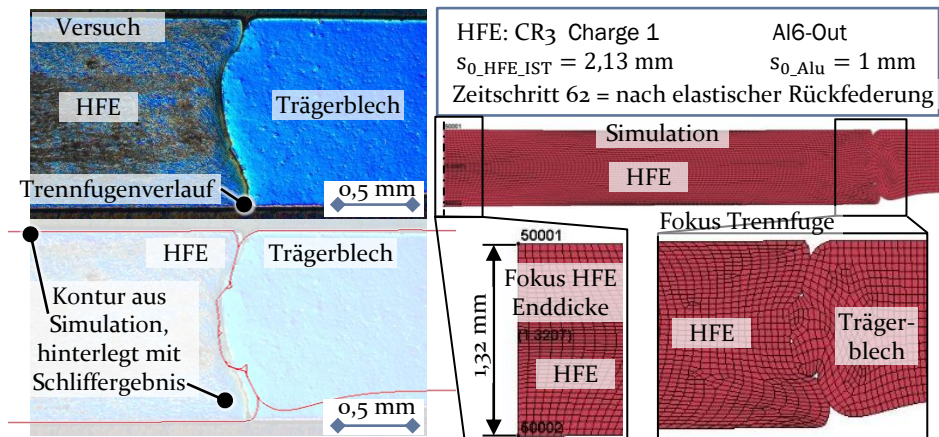 Versuch
HFE
Trägerblech
Trennfugenverlauf
0,5 mm
HFE
Trägerblech
Kontur aus
Simulation,
hinterlegt mit
Schliffergebnis
0,5 mm
HFE: CR3 Charge 1 Al6-Out
s0_HFE_IST = 2,13 mm s0_Alu = 1 mm
Zeitschritt 62 = nach elastischer Rückfederung
50001
Simulation
HFE
Fokus Trennfuge
50001
Fokus HFE
Enddicke
(1.3207)
1,32 mm
HFE
50002
HFE
Träger-
blech